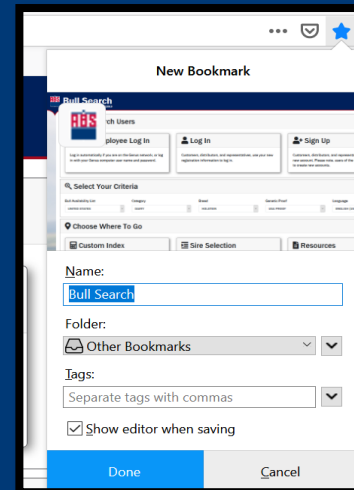 New Bookmark
Bull Search
ABS
rch Users
ployee Log In
Log In
Sign Up
Select Your Criteria
Choose Where To Go
Custom Index
Sire Selection
Resources
Name:
Bull Search
Folder:
Other Bookmarks
Tags:
Separate tags with commas
Show editor when saving
Done
Cancel